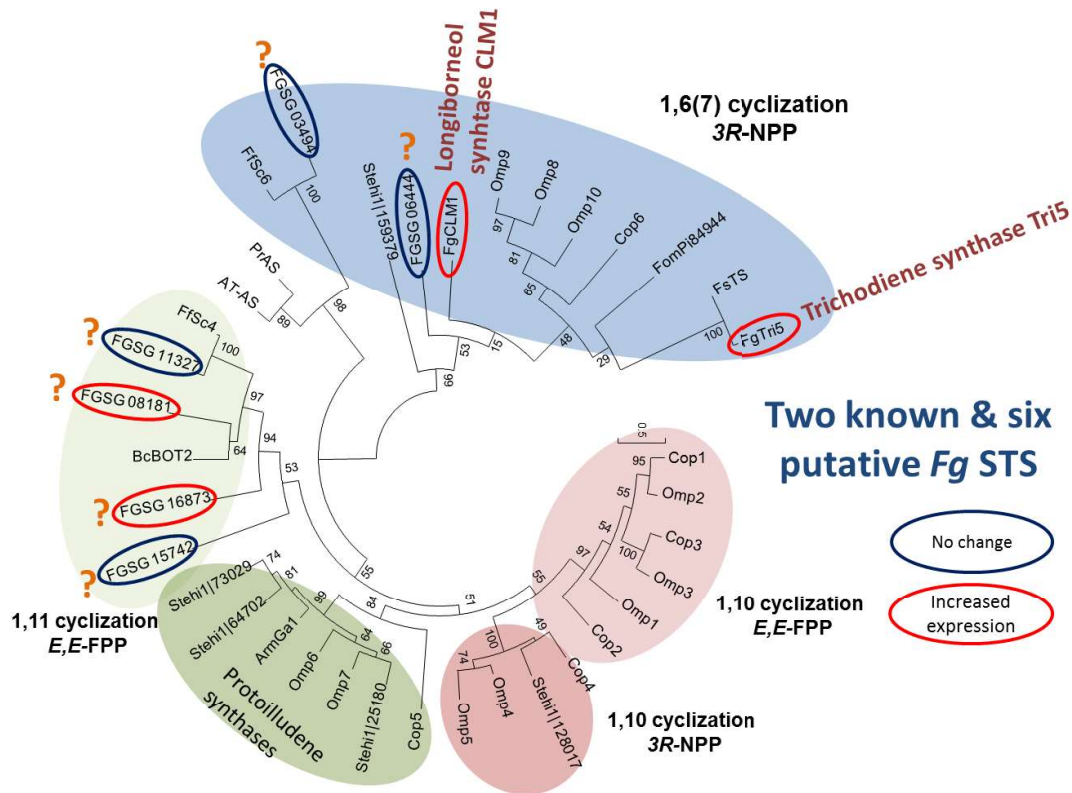 1,6(7) cyclization
3R-NPP
Longiborneol
synhtase CLM1
Trichodiene synthase Tri5
?
FGSG 03494
FfSc6
100
Stehi1|159379
?
FGSG 06444
FgCLM1
Omp9
Omp8
97
Omp10
81
Cop6
65
FomPi84944
48
29
FsTS
100
FgTri5
15
53
66
PrAS
AT-AS
89
98
FfSc4
?
FGSG 11327
100
?
FGSG 08181
97
BcBOT2
64
94
?
FGSG 16873
53
?
FGSG 15742
1,11 cyclization
E,E-FPP
Stehi1|73029
74
Stehi1|64702
81
ArmGa1
99
Omp6
64
Omp7
66
Stehi1|25180
Cop5
84
55
51
Protoilludene
synthases
55
100
49
74
Omp5
Omp4
Stehi1|128017
Cop4
1,10 cyclization
3R-NPP
0.5
Cop1
95
Omp2
55
Cop3
54
100
Omp3
97
Omp1
Cop2
1,10 cyclization
E,E-FPP
Two known & six
putative Fg STS
No change
Increased
expression